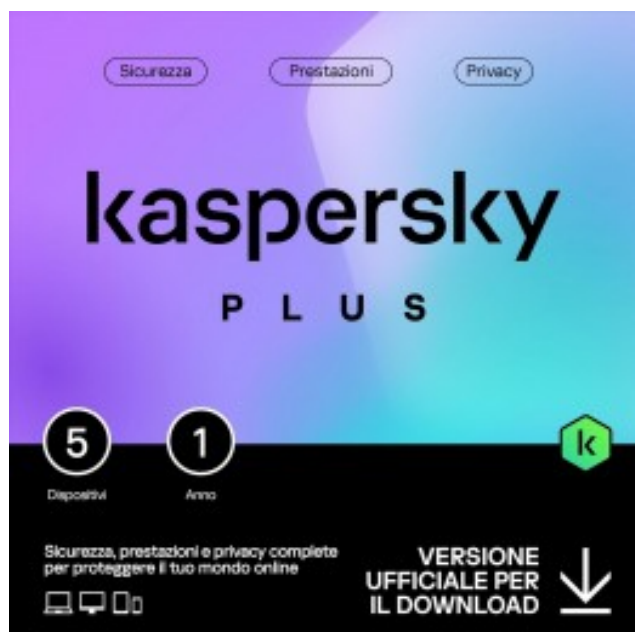 Sicurezza Prestazioni Privacy
kaspersky
PLUS
5 1
Dispositivi Anno
k
Sicurezza, prestazioni e privacy complete
per proteggere il tuo mondo online
VERSIONE
UFFICIALE PER
IL DOWNLOAD